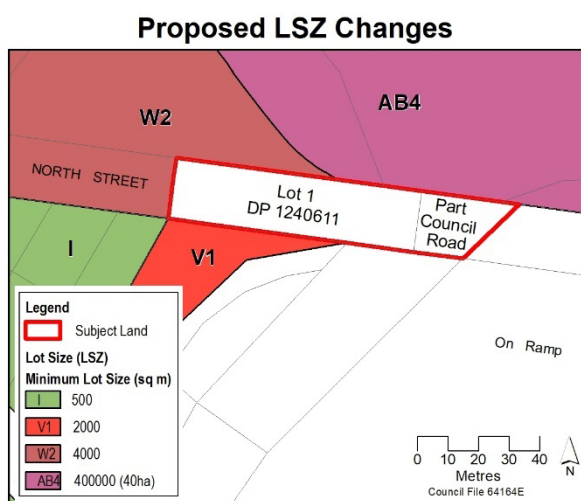 Proposed LSZ Changes
AB4
W2
NORTH STREET
Lot 1
DP 1240611
Part
Council
Road
I
V1
On Ramp
Legend
Subject Land
Lot Size (LSZ)
Minimum Lot Size (sq m)
I 500
V1 2000
W2 4000
AB4 400000 (40ha)
0 10 20 30 40
Metres
N
Council File 64164E